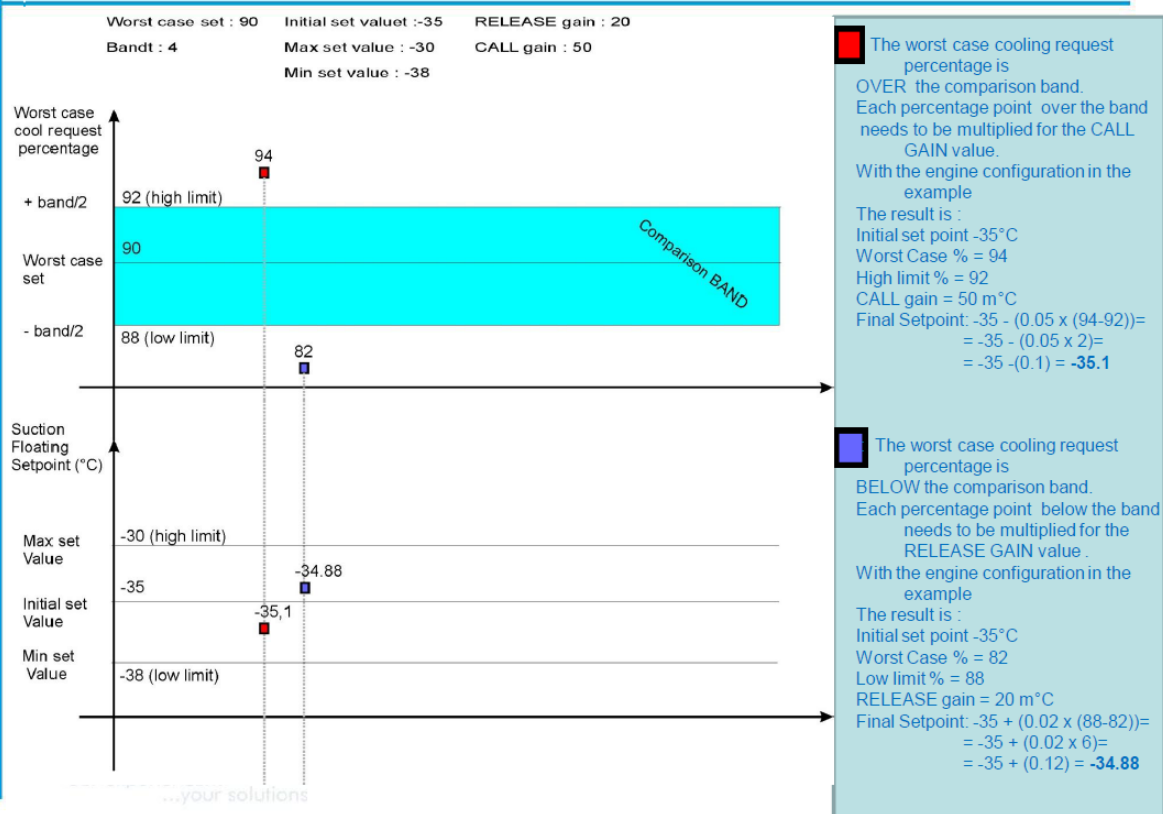 Worst case set : 90
Initial set valuet :-35
RELEASE gain : 20
Bandt : 4
Max set value : -30
CALL gain : 50
Min set value : -38
Worst case
cool request
percentage
94
+ band/2
92 (high limit)
90
Worst case
set
Comparison BAND
- band/2
88 (low limit)
82
Suction
Floating
Setpoint (°C)
Max set
Value
-30 (high limit)
-34.88
-35
Initial set
Value
-35,1
Min set
Value
-38 (low limit)
...your solutions
The worst case cooling request
percentage is
OVER the comparison band.
Each percentage point over the band
needs to be multiplied for the CALL
GAIN value.
With the engine configuration in the
example
The result is :
Initial set point -35°C
Worst Case % = 94
High limit % = 92
CALL gain = 50 m°C
Final Setpoint: -35 - (0.05 x (94-92))=
= -35 - (0.05 x 2)=
= -35 -(0.1) = -35.1
The worst case cooling request
percentage is
BELOW the comparison band.
Each percentage point below the band
needs to be multiplied for the
RELEASE GAIN value .
With the engine configuration in the
example
The result is :
Initial set point -35°C
Worst Case % = 82
Low limit % = 88
RELEASE gain = 20 m°C
Final Setpoint: -35 + (0.02 x (88-82))=
= -35 + (0.02 x 6)=
= -35 + (0.12) = -34.88